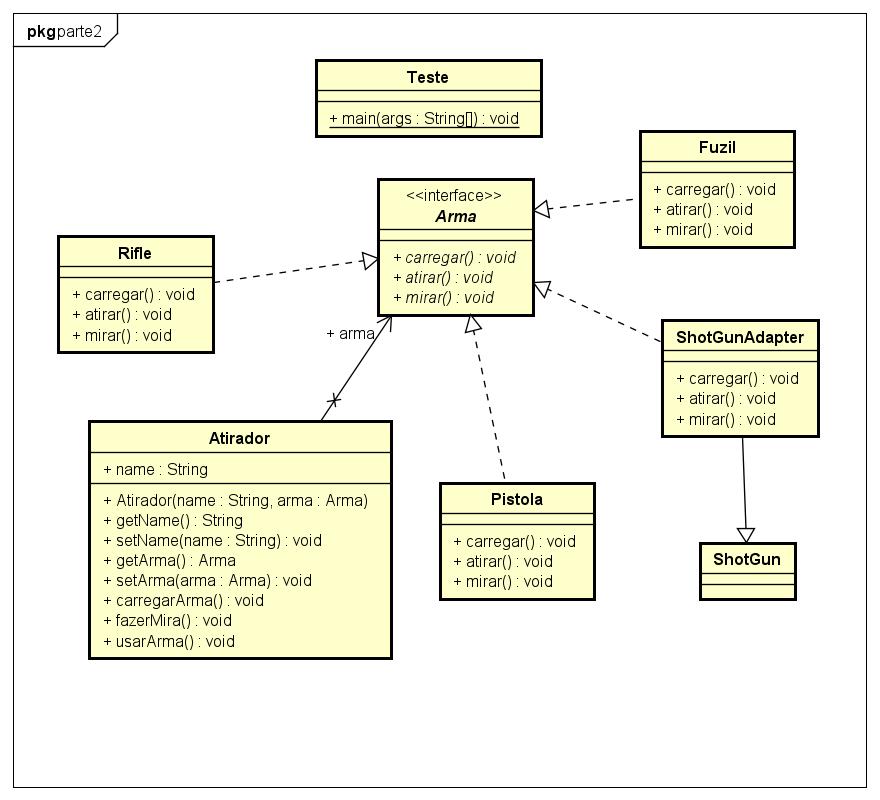 pkg parte2
Teste
+ main(args : String[]) : void
Fuzil
+ carregar() : void
+ atirar() : void
+ mirar() : void
<<interface>>
Arma
+ carregar() : void
+ atirar() : void
+ mirar() : void
Rifle
+ carregar() : void
+ atirar() : void
+ mirar() : void
+ arma
ShotGunAdapter
+ carregar() : void
+ atirar() : void
+ mirar() : void
Atirador
+ name : String
+ Atirador(name : String, arma : Arma)
+ getName() : String
+ setName(name : String) : void
+ getArma() : Arma
+ setArma(arma : Arma) : void
+ carregarArma() : void
+ fazerMira() : void
+ usarArma() : void
Pistola
+ carregar() : void
+ atirar() : void
+ mirar() : void
ShotGun